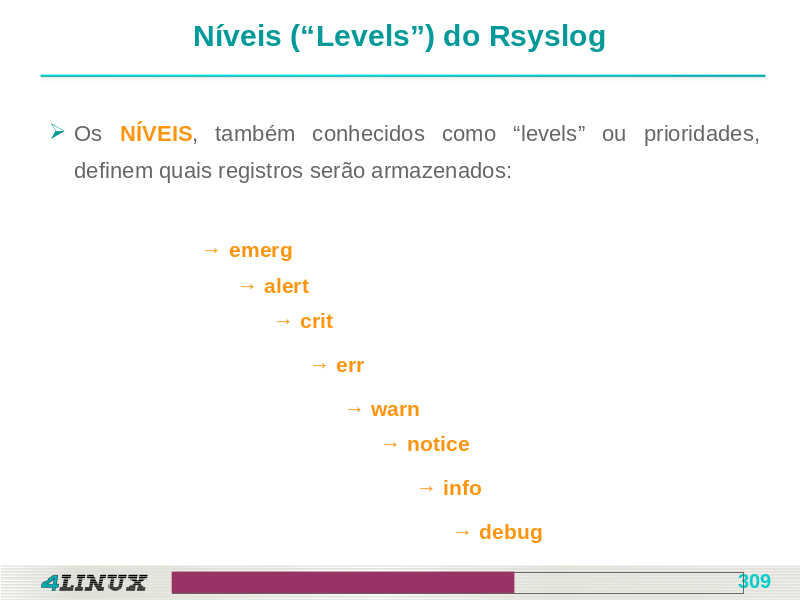 Níveis (“Levels”) do Rsyslog
Os NÍVEIS, também conhecidos como “levels” ou prioridades,
definem quais registros serão armazenados:
→ emerg
→ alert
→ crit
→ err
→ warn
→ notice
→ info
→ debug
4LINUX
309